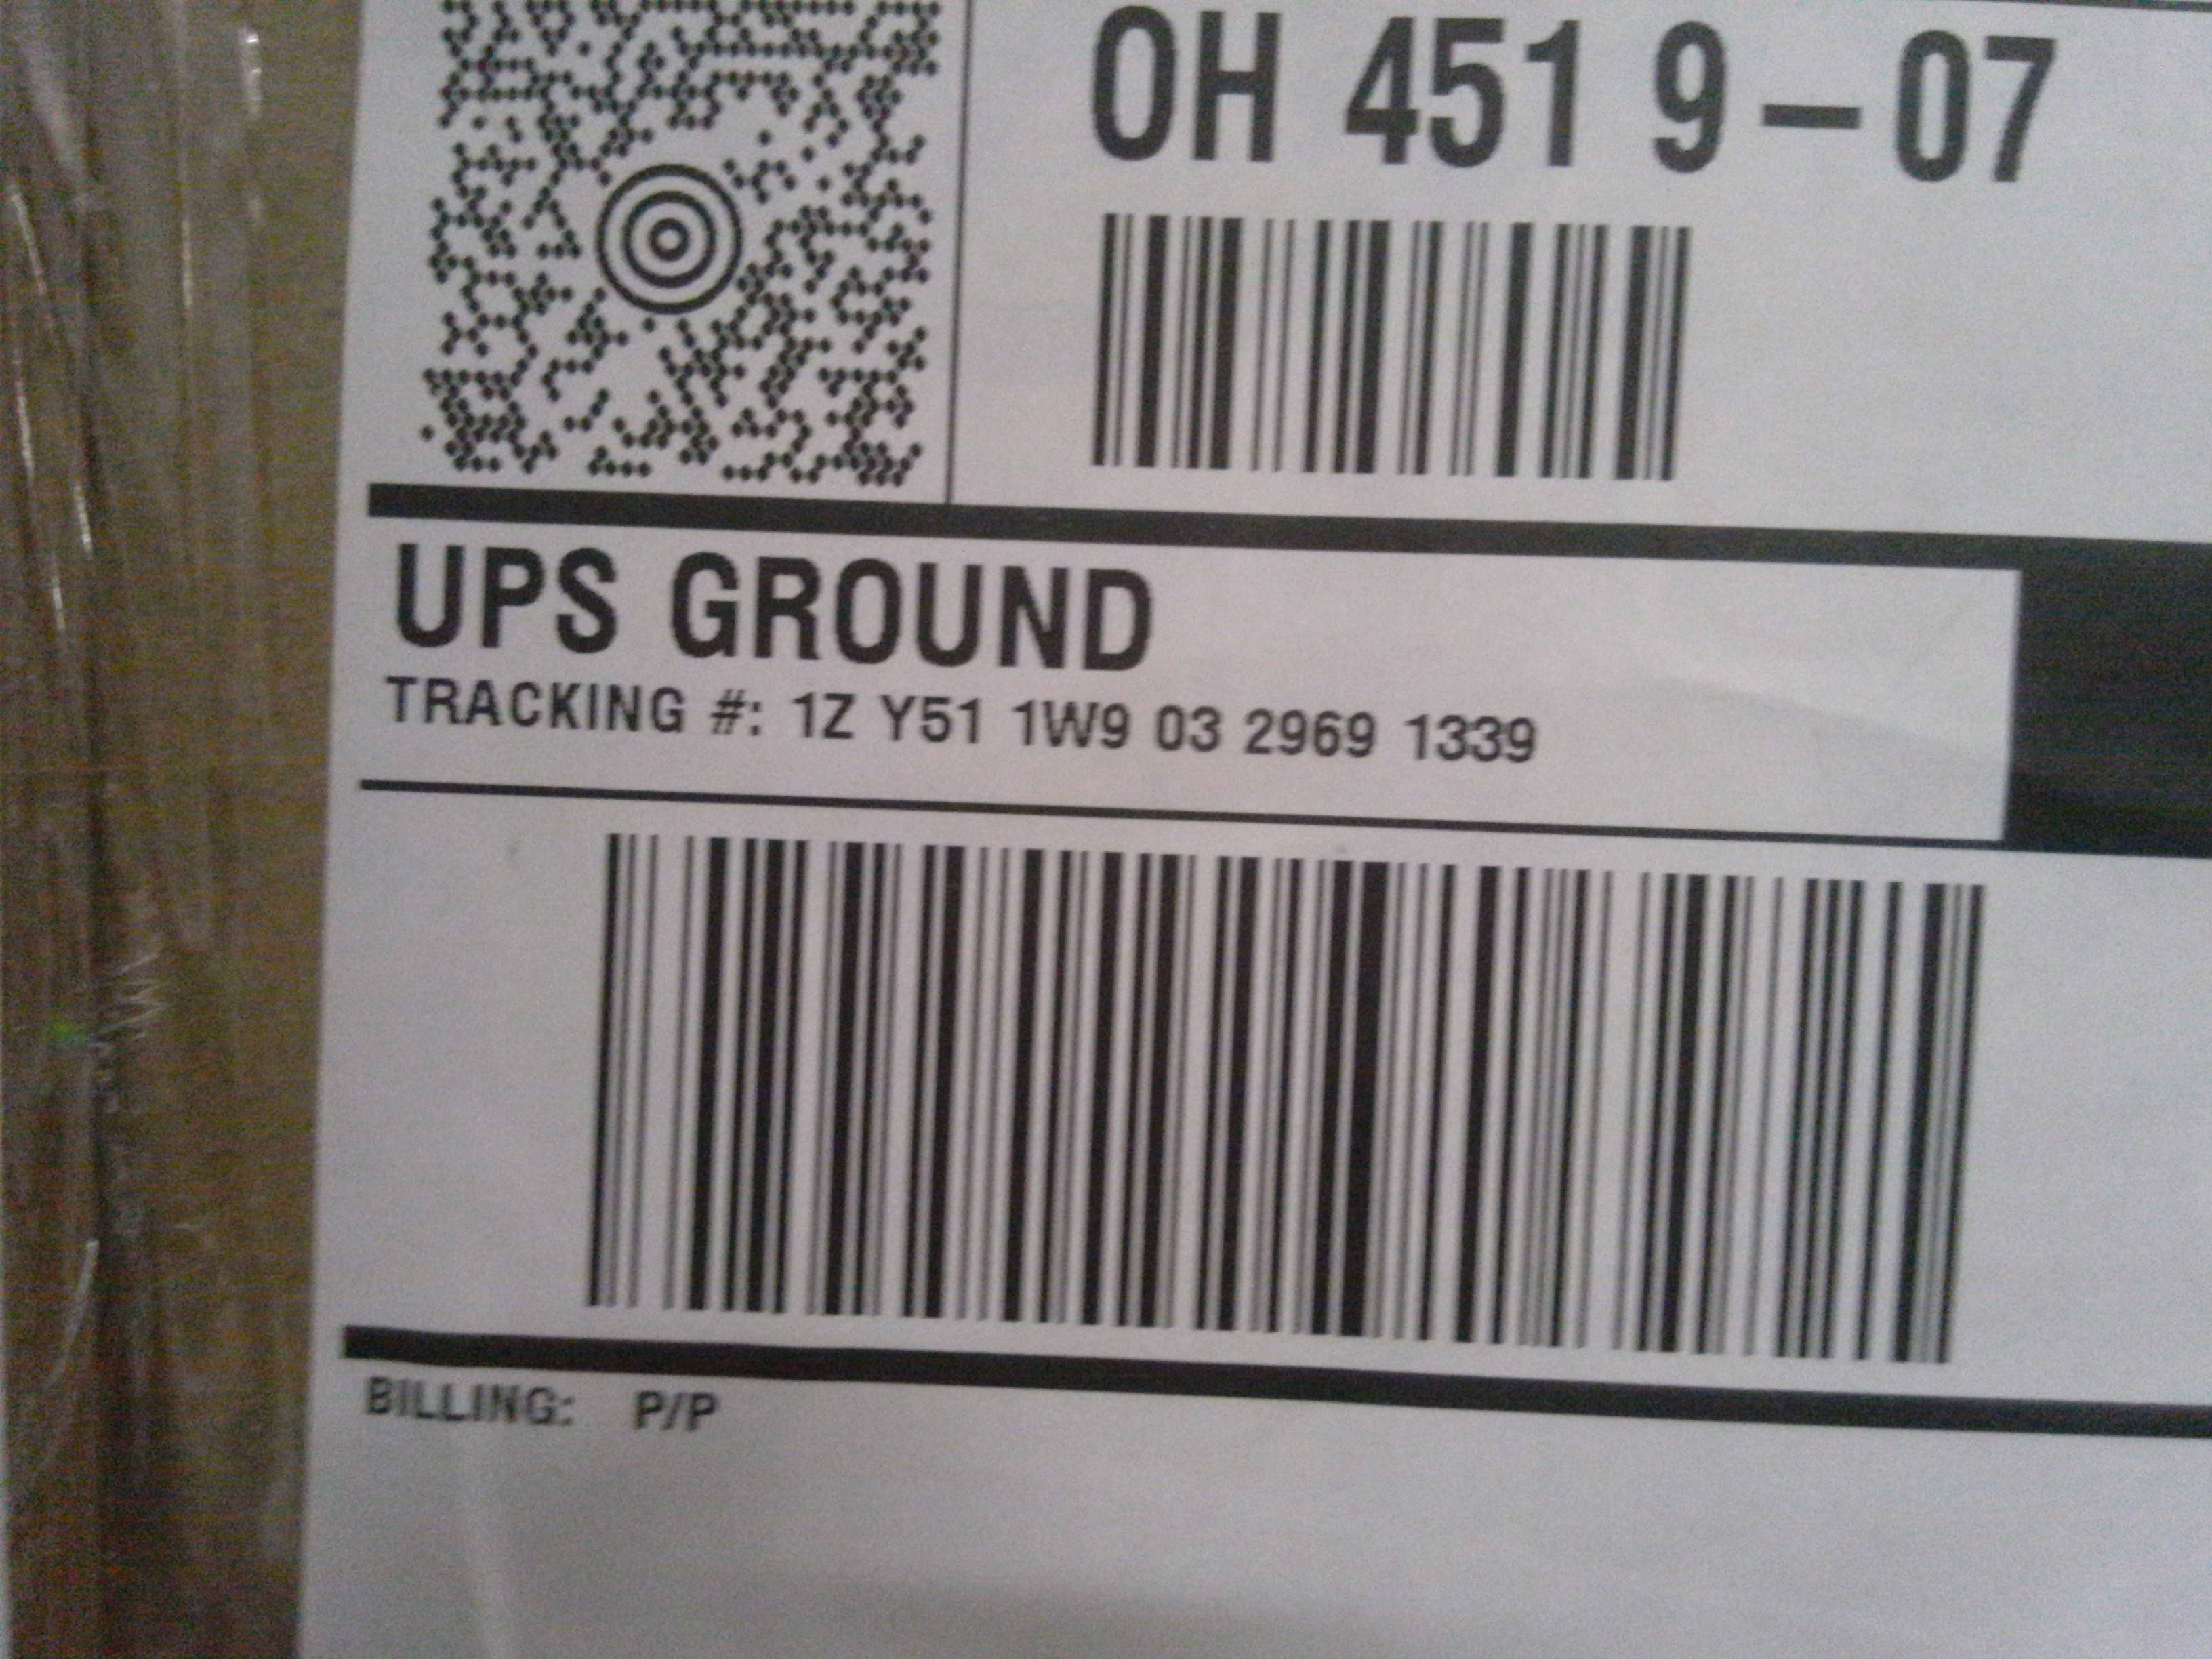 OH 451 9-07
UPS GROUND
TRACKING #: 1Z Y51 1W9 03 2969 1339
BILLING: P/P